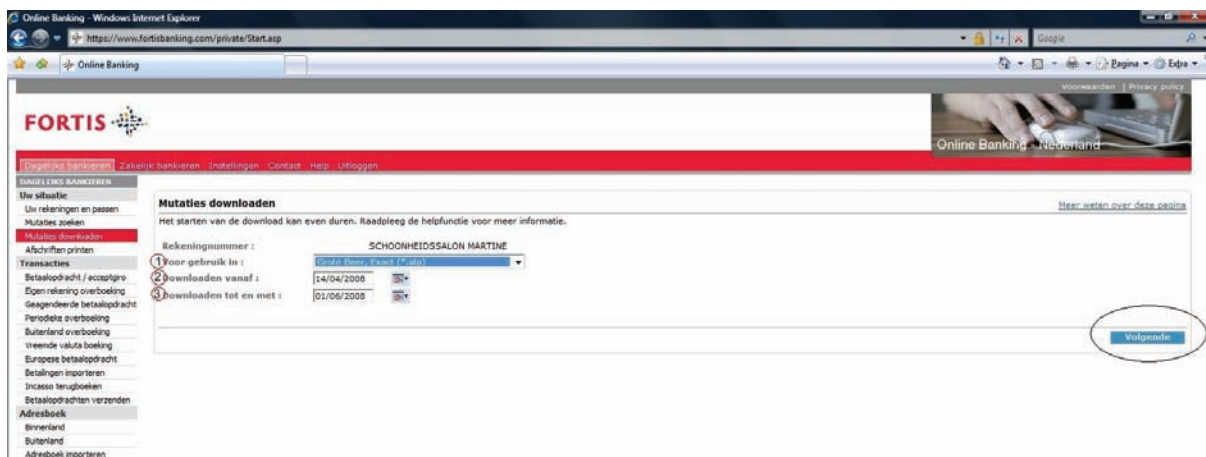 Online Banking - Windows Internet Explorer
https://www.fortisbanking.com/private/Start.asp
Google
Online Banking
Pagina
Extra
Voorwaarden | Privacy policy
FORTIS
Online Banking - Nederland
Dagelijks bankieren Zakelijk bankieren Instellingen Contact Help Uitloggen
DAGELIJKS BANKIEREN
Uw situatie
Uw rekeningen en passen
Mutaties zoeken
Mutaties downloaden
Afschriften printen
Transacties
Betaalopdracht / acceptgiro
Eigen rekening overboeking
Geagendeerde betaalopdracht
Periodieke overboeking
Buitenland overboeking
Vreemde valuta boeking
Europese betaalopdracht
Betalingen importeren
Incasso terugboeken
Betaalopdrachten verzenden
Adresboek
Binnenland
Buitenland
Adresboek importeren
Mutaties downloaden
Meer weten over deze pagina
Het starten van de download kan even duren. Raadpleeg de helpfunctie voor meer informatie.
Rekeningnummer : SCHOONHEIDSSALON MARTINE
1 Voor gebruik in : Grote Beer, Exact (*.sta)
2 Downloaden vanaf : 14/04/2008
3 Downloaden tot en met : 01/06/2008
Volgende